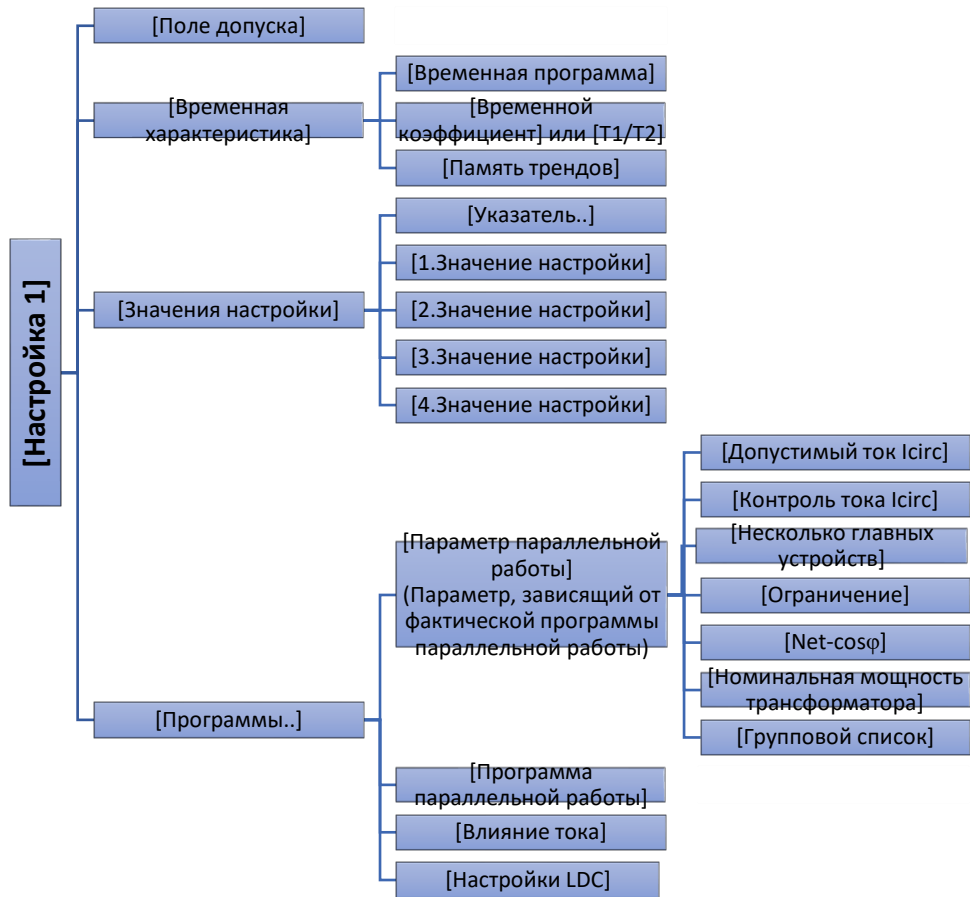 [Настройка 1]
[Поле допуска]
[Временная
характеристика]
[Временная программа]
[Временной
коэффициент] или [T1/T2]
[Память трендов]
[Значения настройки]
[Указатель..]
[1.Значение настройки]
[2.Значение настройки]
[3.Значение настройки]
[4.Значение настройки]
[Программы..]
[Параметр параллельной
работы]
(Параметр, зависящий от
фактической программы
параллельной работы)
[Допустимый ток Icirc]
[Контроль тока Icirc]
[Несколько главных
устройств]
[Ограничение]
[Net-cosφ]
[Номинальная мощность
трансформатора]
[Групповой список]
[Программа
параллельной работы]
[Влияние тока]
[Настройки LDC]